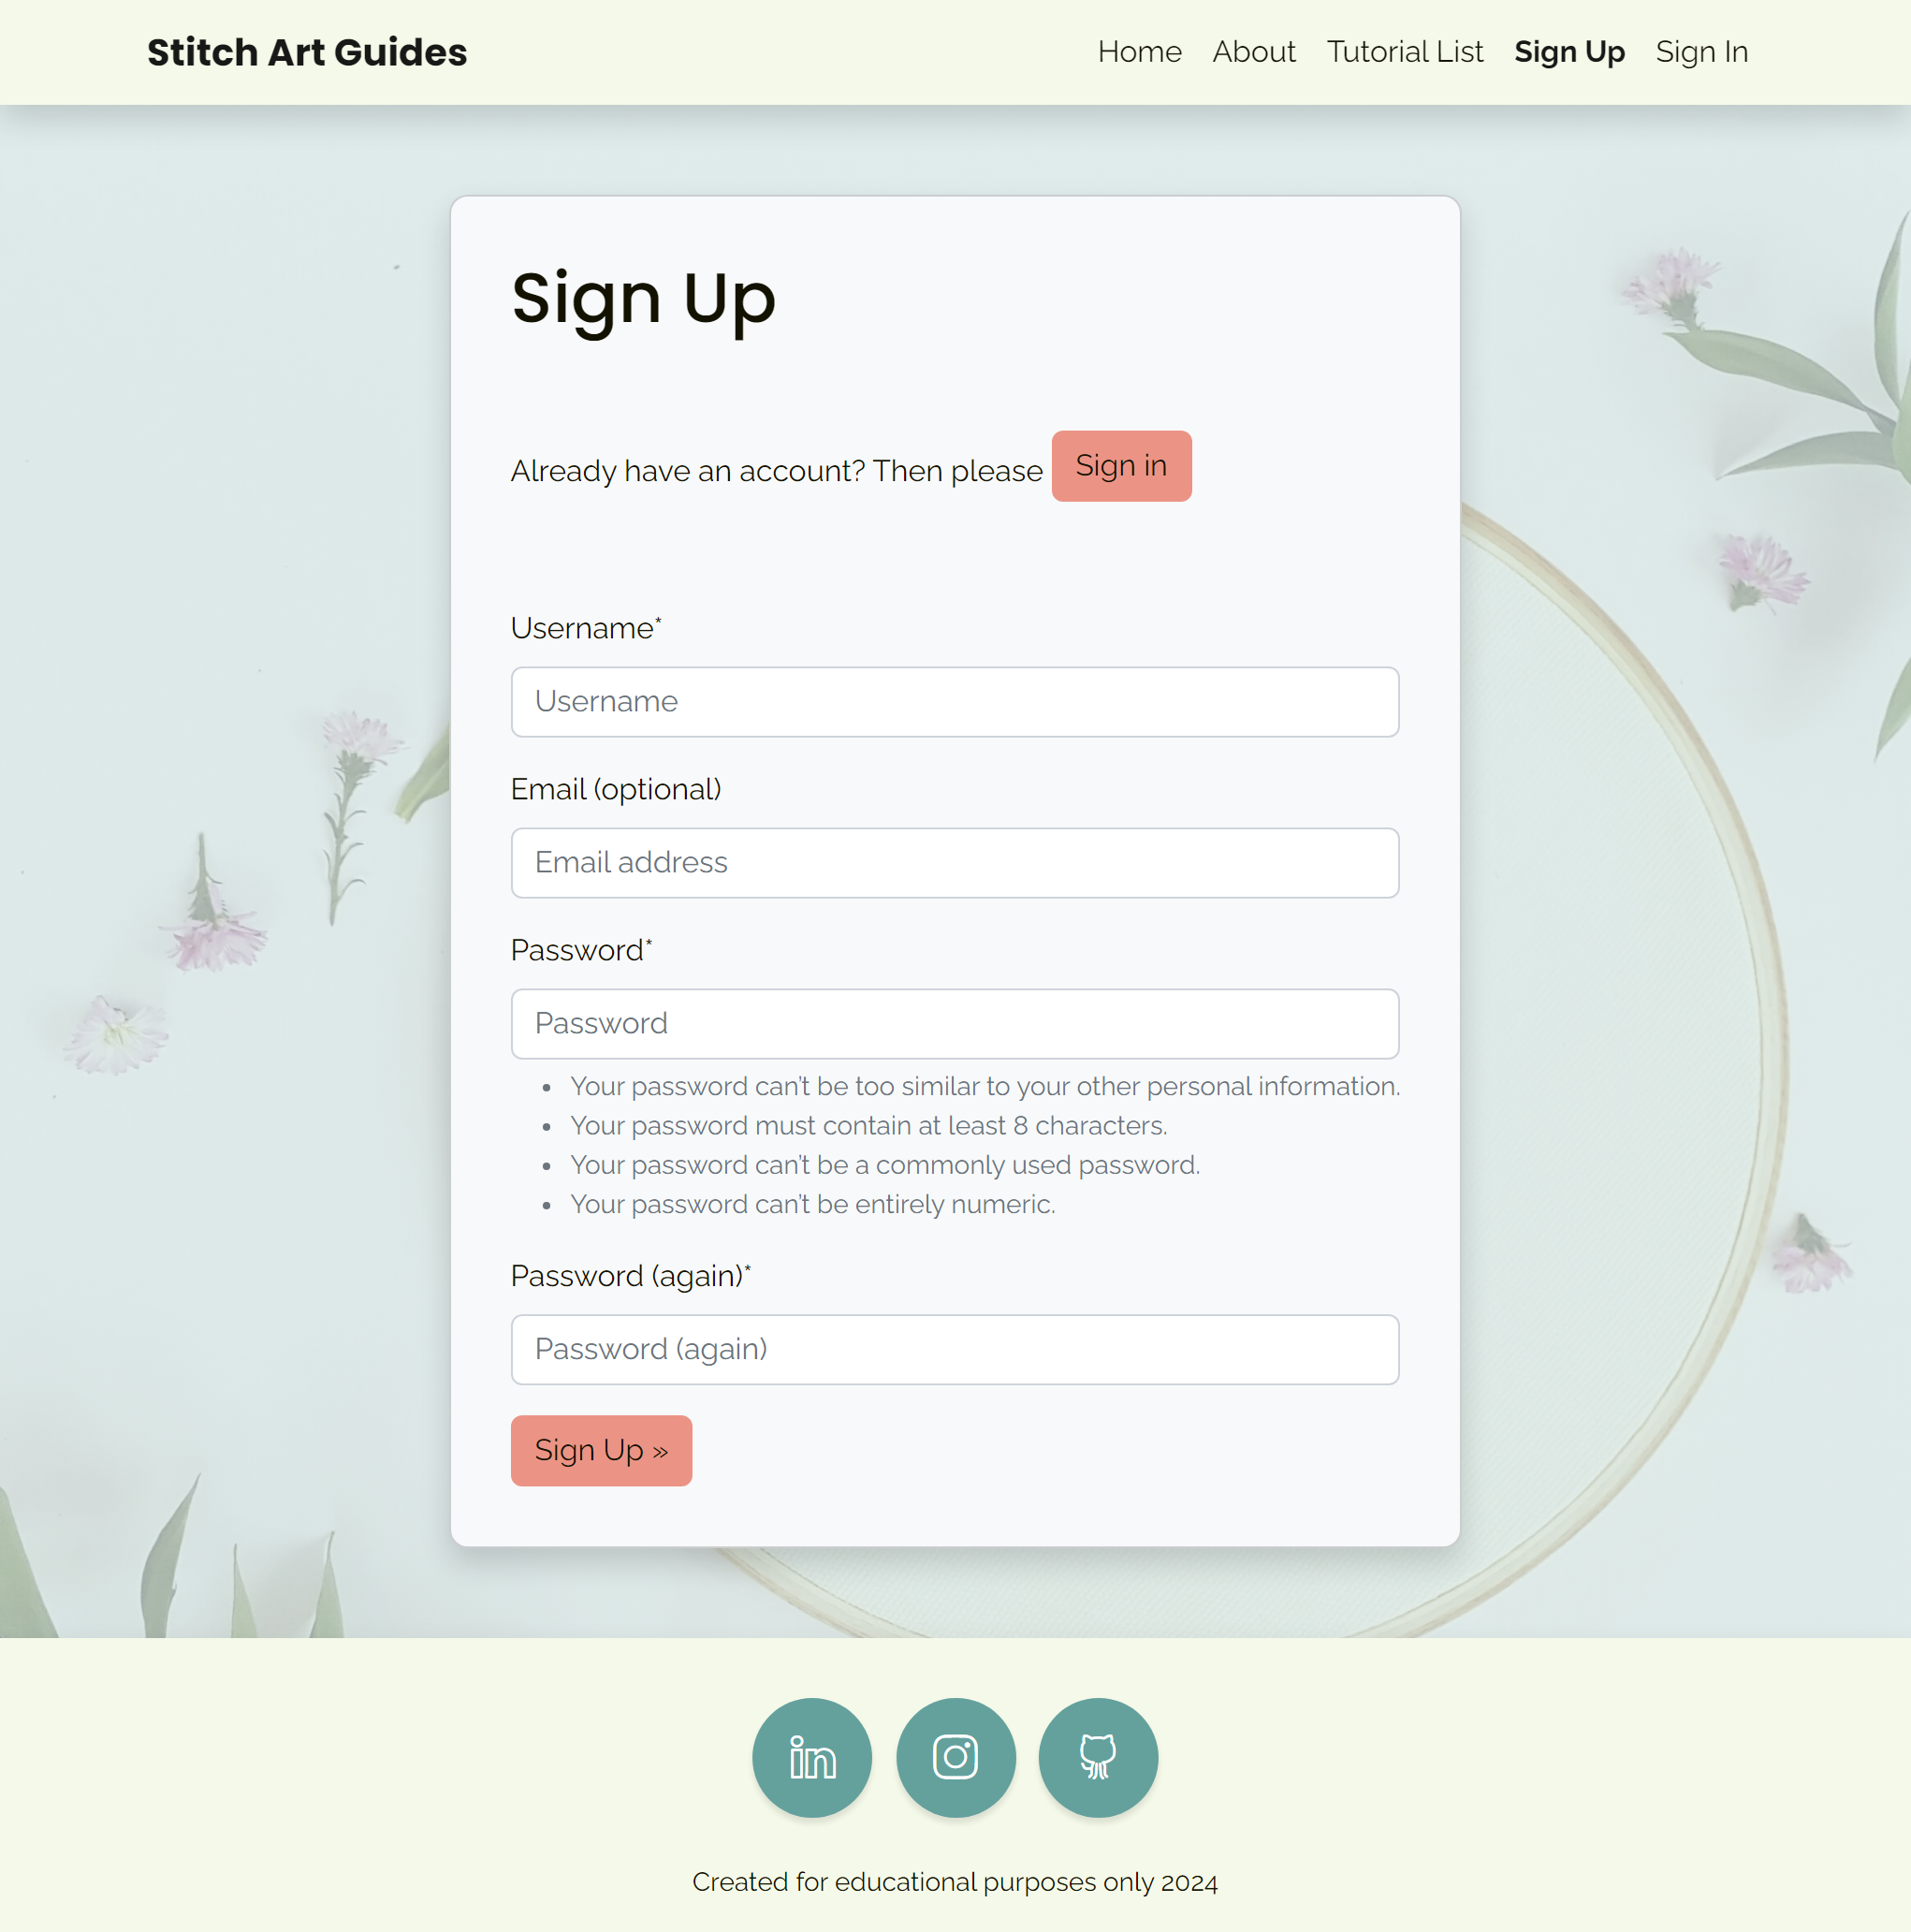 Stitch Art Guides
Home About Tutorial List Sign Up Sign In
Sign Up
Already have an account? Then please Sign in
Username*
Username
Email (optional)
Email address
Password*
Password
• Your password can’t be too similar to your other personal information.
• Your password must contain at least 8 characters.
• Your password can’t be a commonly used password.
• Your password can’t be entirely numeric.
Password (again)*
Password (again)
Sign Up »
in
Created for educational purposes only 2024